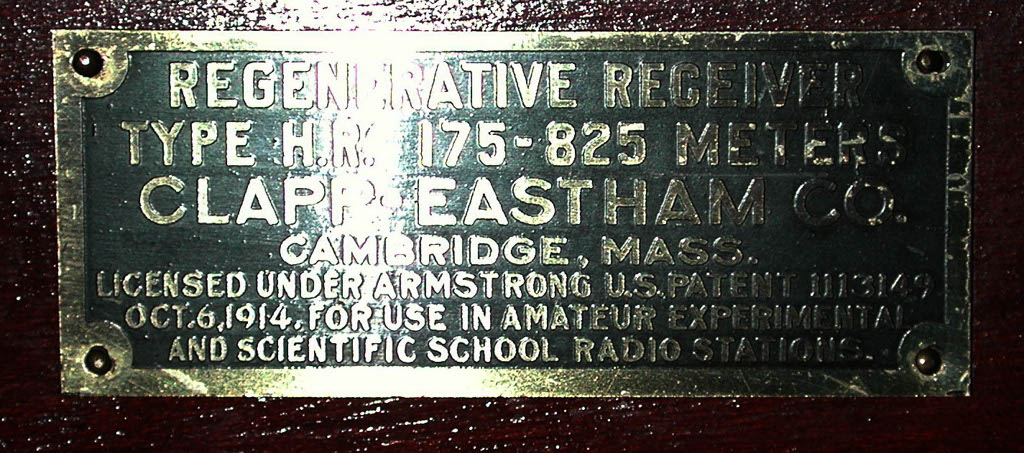 REGENERATIVE RECEIVER
TYPE H.R. 175-825 METERS
CLAPP-EASTHAM CO.
CAMBRIDGE, MASS.
LICENSED UNDER ARMSTRONG U.S. PATENT 1113149
OCT.6,1914. FOR USE IN AMATEUR EXPERIMENTAL
AND SCIENTIFIC SCHOOL RADIO STATIONS.